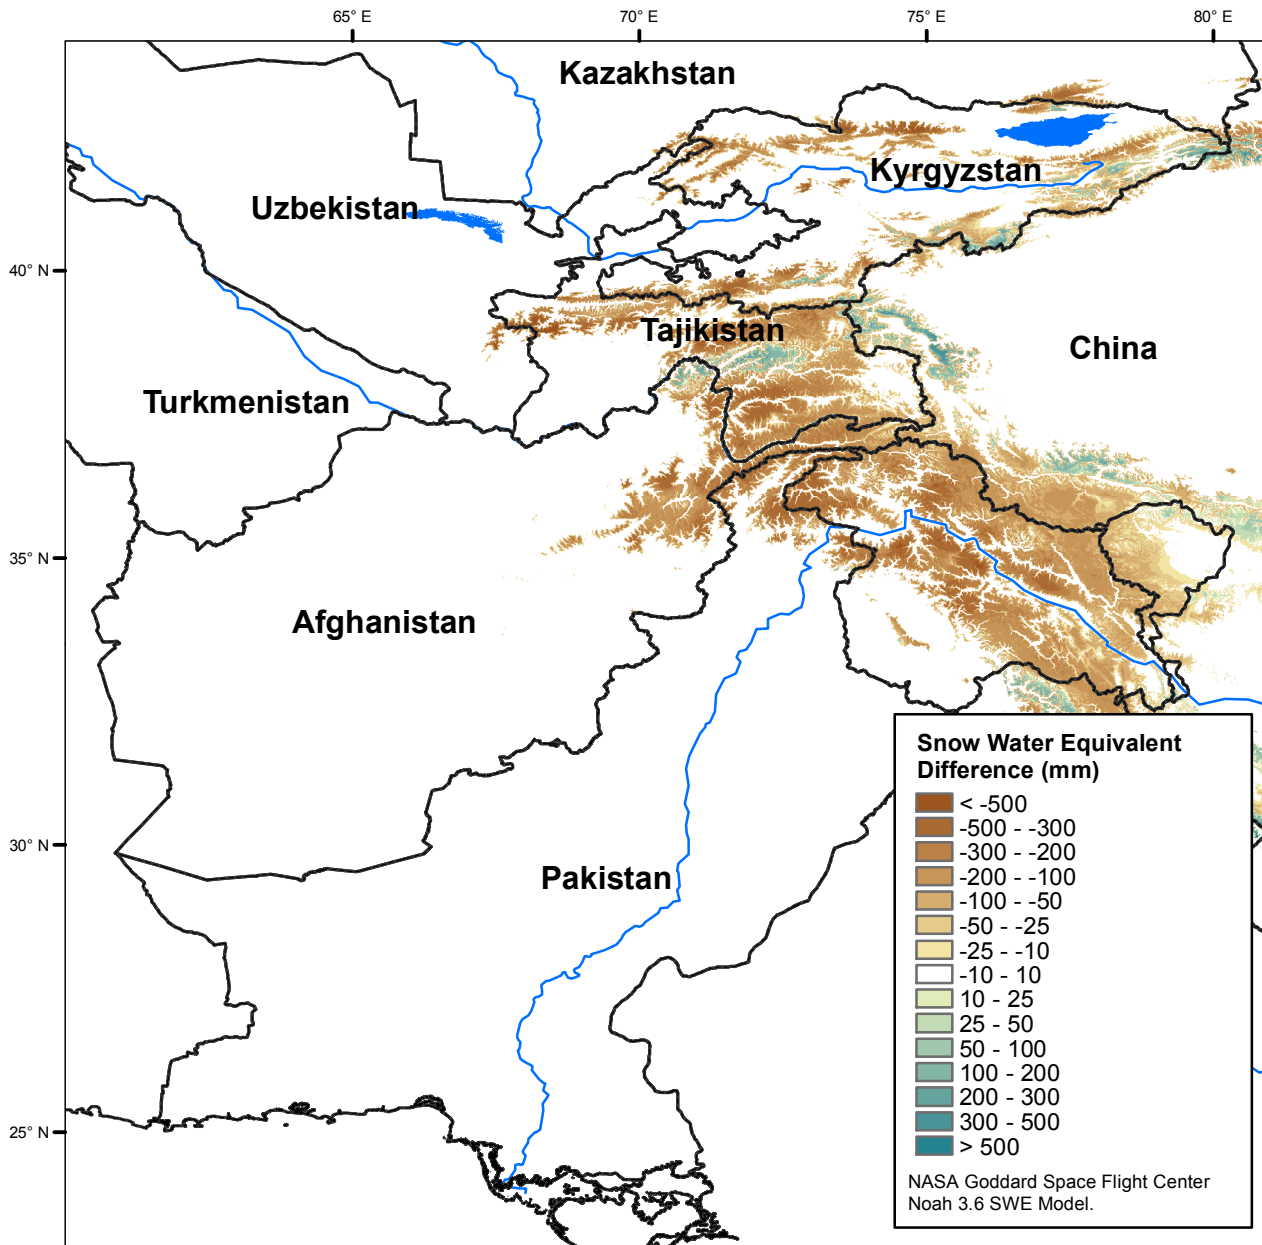 65° E
70° E
75° E
80° E
Kazakhstan
Kyrgyzstan
Uzbekistan
40° N
Tajikistan
China
Turkmenistan
35° N
Afghanistan
30° N
Pakistan
25° N
Snow Water Equivalent
Difference (mm)
< -500
-500 - -300
-300 - -200
-200 - -100
-100 - -50
-50 - -25
-25 - -10
-10 - 10
10 - 25
25 - 50
50 - 100
100 - 200
200 - 300
300 - 500
> 500
NASA Goddard Space Flight Center
Noah 3.6 SWE Model.